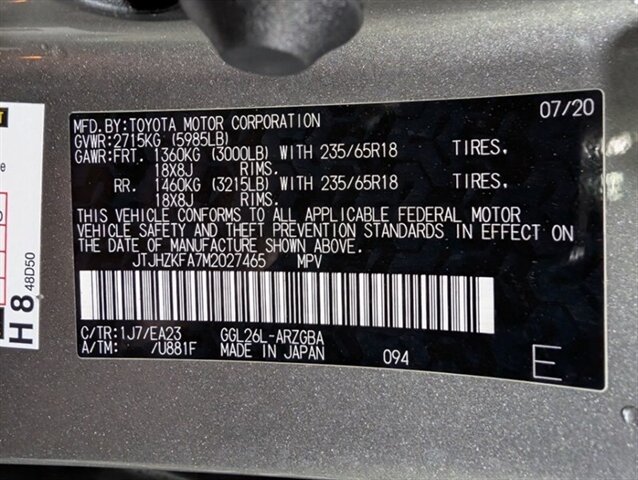 07/20
MFD.BY:TOYOTA MOTOR CORPORATION
GVWR:2715KG (5985LB)
GAWR:FRT. 1360KG (3000LB) WITH 235/65R18 TIRES,
18X8J RIMS.
RR. 1460KG (3215LB) WITH 235/65R18 TIRES,
18X8J RIMS.
THIS VEHICLE CONFORMS TO ALL APPLICABLE FEDERAL MOTOR
VEHICLE SAFETY AND THEFT PREVENTION STANDARDS IN EFFECT ON
THE DATE OF MANUFACTURE SHOWN ABOVE.
JTJHZKFA7M2027465 MPV
C/TR:1J7/EA23 GGL26L-ARZGBA
A/TM: /U881F MADE IN JAPAN 094
E
H 8
48D50